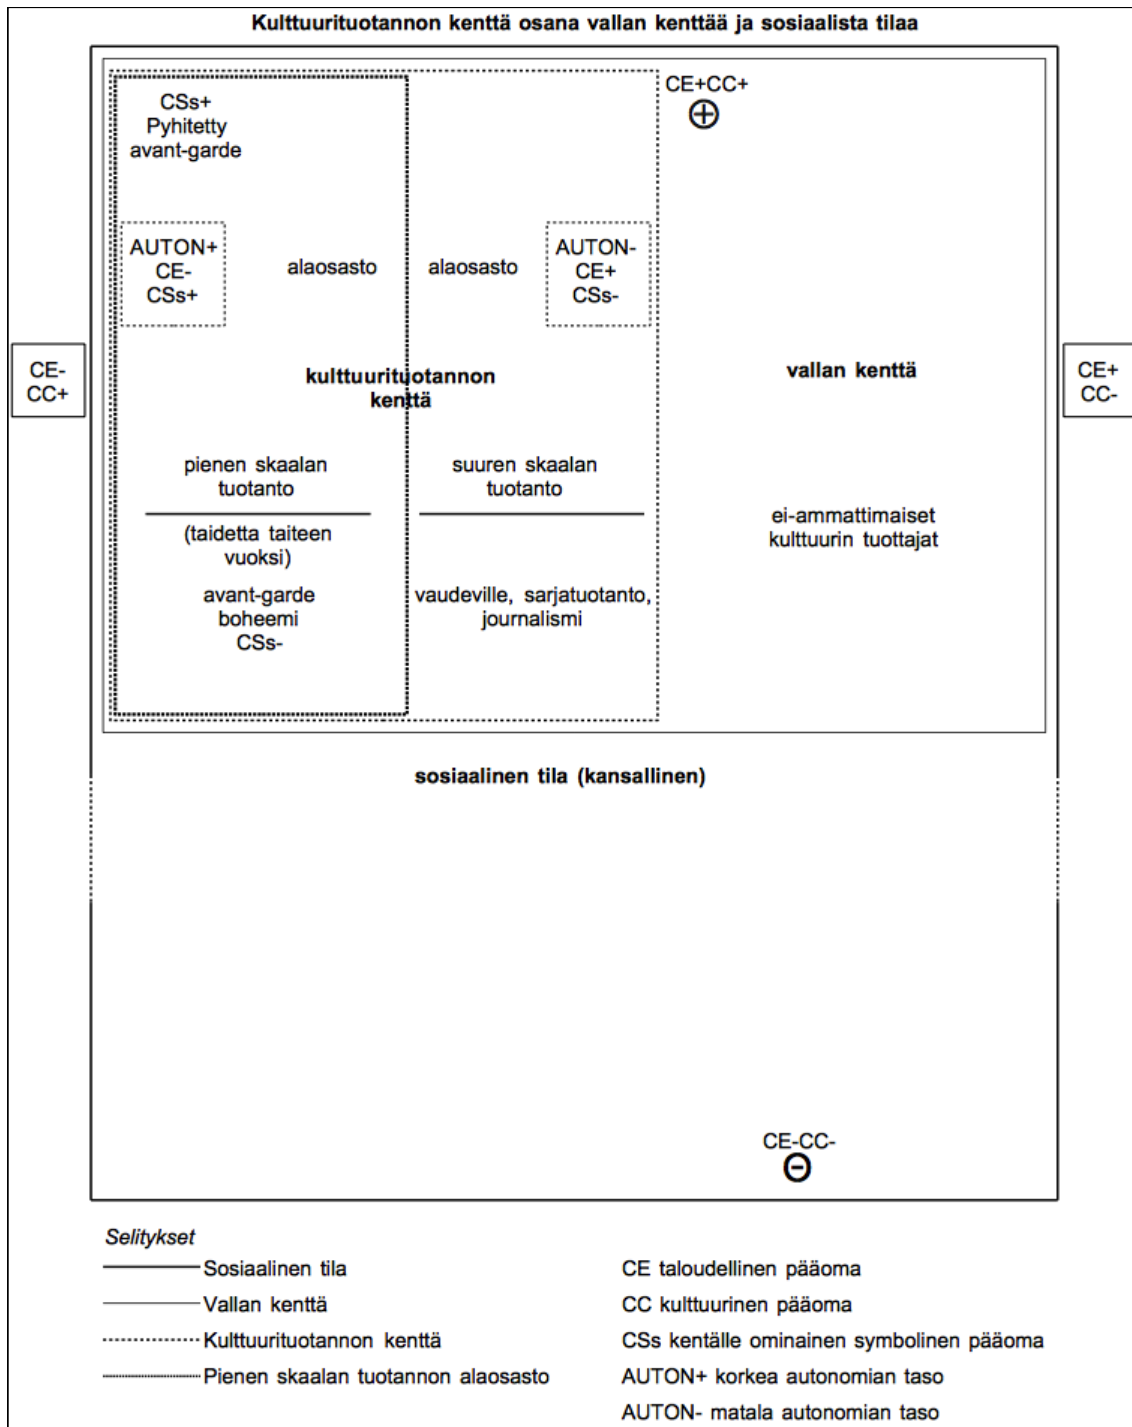 Kulttuurituotannon kenttä osana vallan kenttää ja sosiaalista tilaa
CSs+
Pyhitetty
avant-garde
CE+CC+
AUTON+
CE-
CSs+
alaosasto
alaosasto
AUTON-
CE+
CSs-
CE-
CC+
kulttuurituotannon
kenttä
vallan kenttä
CE+
CC-
pienen skaalan
tuotanto
suuren skaalan
tuotanto
(taidetta taiteen
vuoksi)
ei-ammattimaiset
kulttuurin tuottajat
avant-garde
boheemi
CSs-
vaudeville, sarjatuotanto,
journalismi
sosiaalinen tila (kansallinen)
CE-CC-
Selitykset
Sosiaalinen tila
Vallan kenttä
Kulttuurituotannon kenttä
Pienen skaalan tuotannon alaosasto
CE taloudellinen pääoma
CC kulttuurinen pääoma
CSs kentälle ominainen symbolinen pääoma
AUTON+ korkea autonomian taso
AUTON- matala autonomian taso